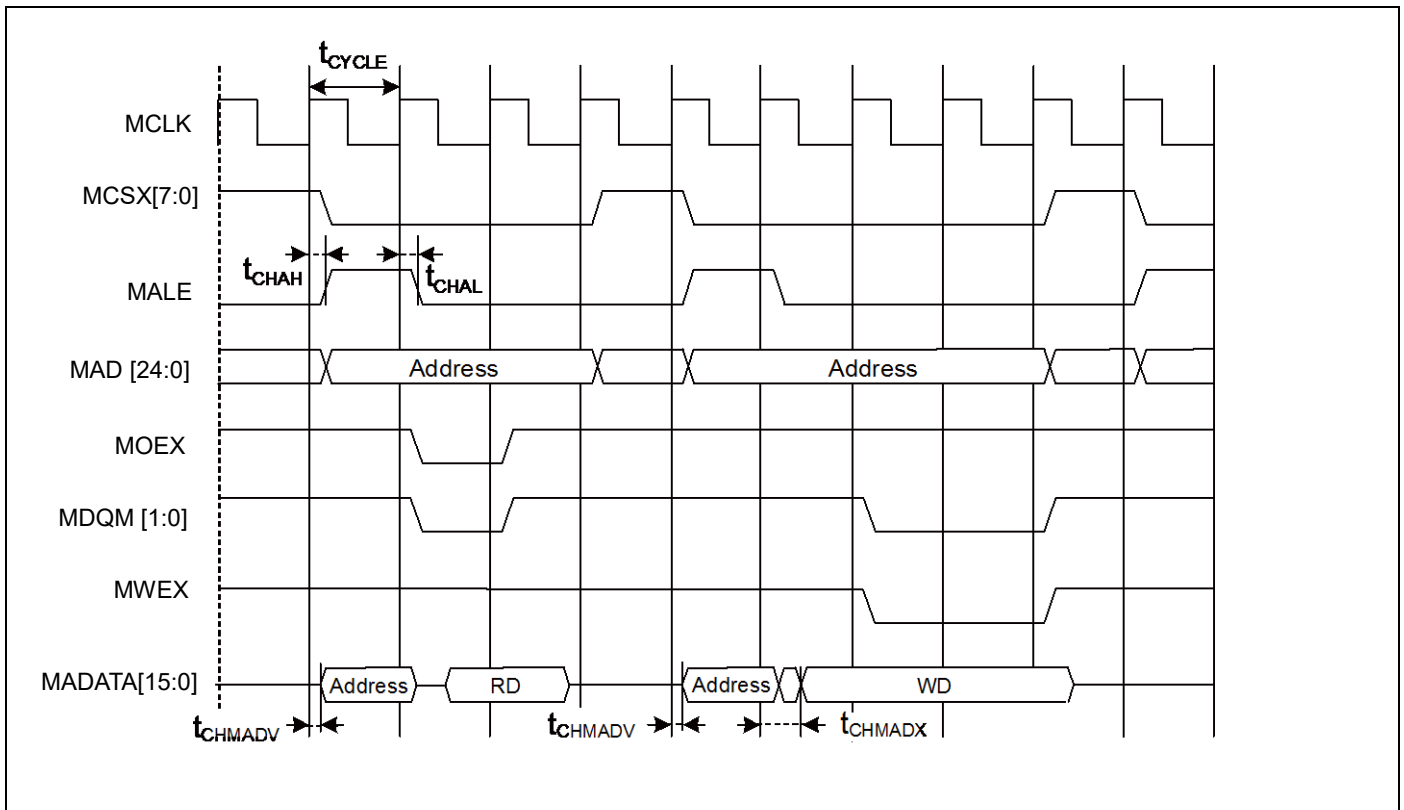 tCYCLE
MCLK
MCSX[7:0]
tCHAH
tCHAL
MALE
MAD [24:0]
Address
Address
MOEX
MDQM [1:0]
MWEX
MADATA[15:0]
Address
RD
Address
WD
tCHMADV
tCHMADV
tCHMADX